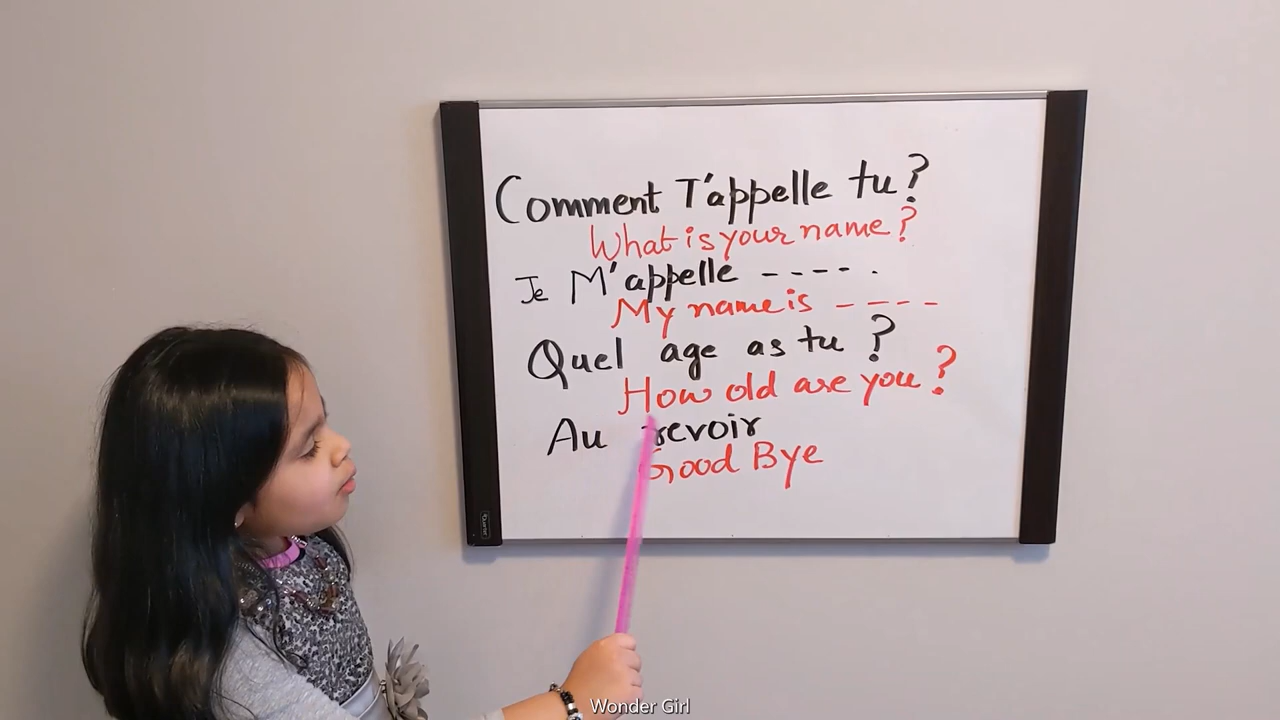 Comment T'appelle tu?
What is your name?
Je M'appelle ----.
My name is ----
Quel age as tu?
How old are you?
Au revoir
Good Bye
Wonder Girl